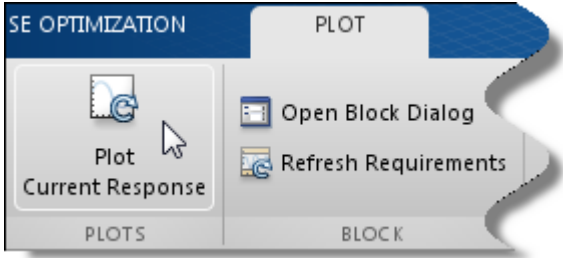 SE OPTIMIZATION
PLOT
Plot
Current Response
Open Block Dialog
Refresh Requirements
PLOTS
BLOCK